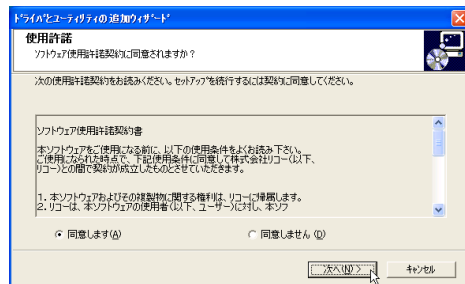 ﾄﾞﾗｲﾊﾞとﾕｰﾃｨﾘﾃｨの追加ｳｨｻﾞｰﾄﾞ
使用許諾
ｿﾌﾄｳｪｱ使用許諾契約に同意されますか？
次の使用許諾契約をお読みください。ｾｯﾄｱｯﾌﾟを続行するには契約に同意してください。
ソフトウェア使用許諾契約書
本ソフトウェアをご使用になる前に、以下の使用条件をよくお読み下さい。
ご使用になられた時点で、下記使用条件に同意して株式会社リコー(以下、
リコー)との間で契約が成立したものとさせていただきます。
1. 本ソフトウェアおよびその複製物に関する権利は、リコーに帰属します。
2. リコーは、本ソフトウェアの使用者(以下、ユーザー)に対し、本ソフ
同意します(A)
同意しません(D)
次へ(N) >
ｷｬﾝｾﾙ